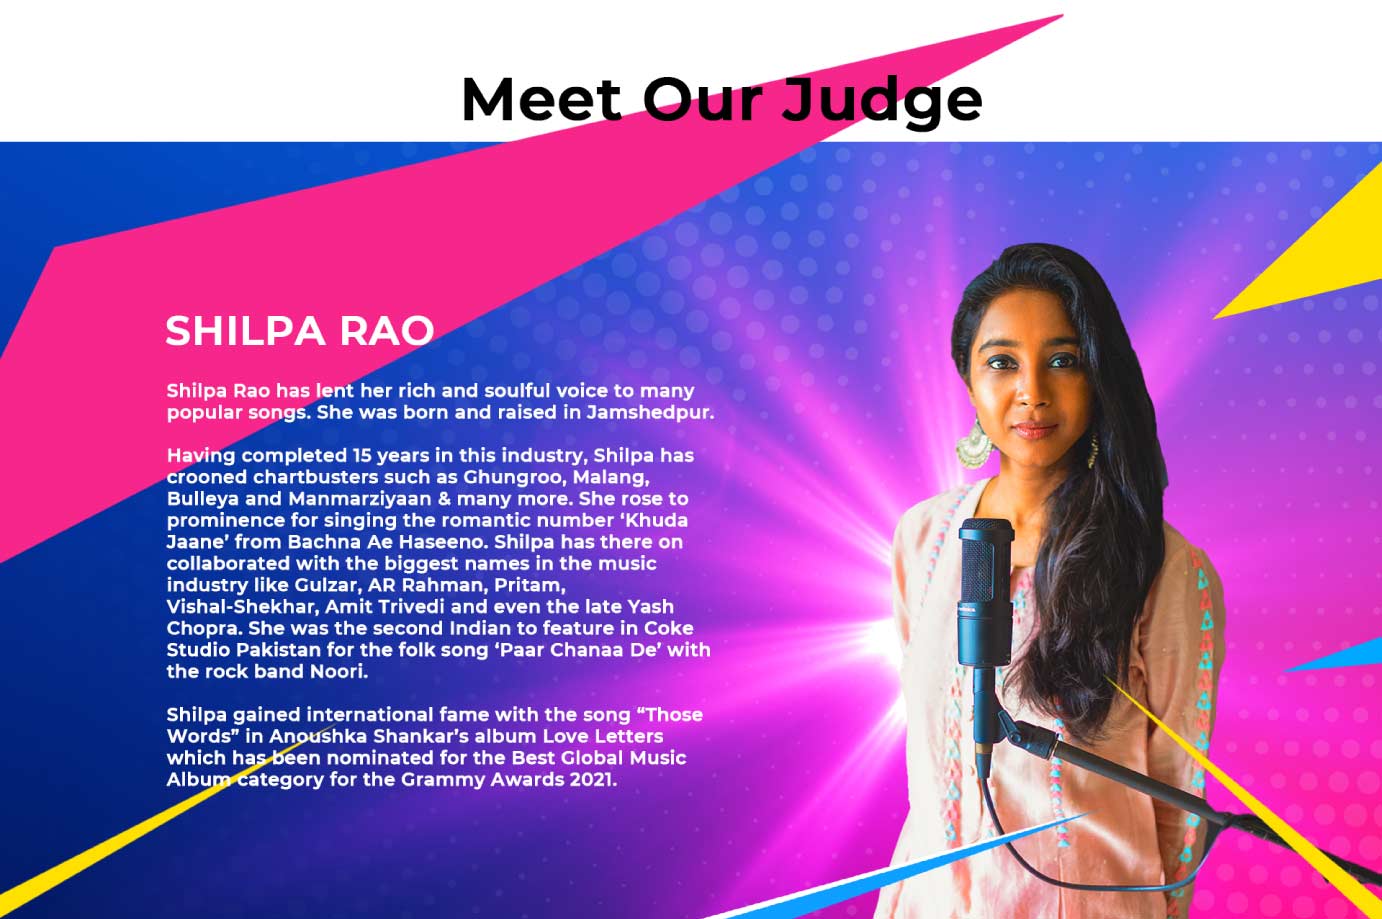 Meet Our Judge
SHILPA RAO
Shilpa Rao has lent her rich and soulful voice to many
popular songs. She was born and raised in Jamshedpur.
Having completed 15 years in this industry, Shilpa has
crooned chartbusters such as Ghungroo, Malang,
Bulleya and Manmarziyaan & many more. She rose to
prominence for singing the romantic number ‘Khuda
Jaane’ from Bachna Ae Haseeno. Shilpa has there on
collaborated with the biggest names in the music
industry like Gulzar, AR Rahman, Pritam,
Vishal-Shekhar, Amit Trivedi and even the late Yash
Chopra. She was the second Indian to feature in Coke
Studio Pakistan for the folk song ‘Paar Chanaa De’ with
the rock band Noori.
Shilpa gained international fame with the song “Those
Words” in Anoushka Shankar’s album Love Letters
which has been nominated for the Best Global Music
Album category for the Grammy Awards 2021.